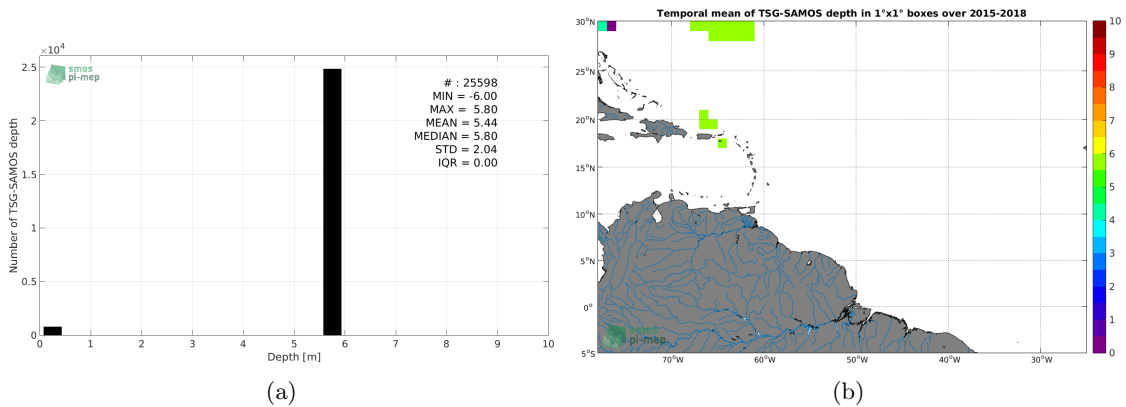 ×10⁴
smos
pi-mep
# : 25598
MIN = -6.00
MAX = 5.80
MEAN = 5.44
MEDIAN = 5.80
STD = 2.04
IQR = 0.00
Number of TSG-SAMOS depth
2.5
2
1.5
1
0.5
0
0 1 2 3 4 5 6 7 8 9 10
Depth [m]
(a)
Temporal mean of TSG-SAMOS depth in 1°x1° boxes over 2015-2018
30°N
25°N
20°N
15°N
10°N
5°N
0°
5°S
70°W 60°W 50°W 40°W 30°W
smos
pi-mep
10
9
8
7
6
5
4
3
2
1
0
(b)